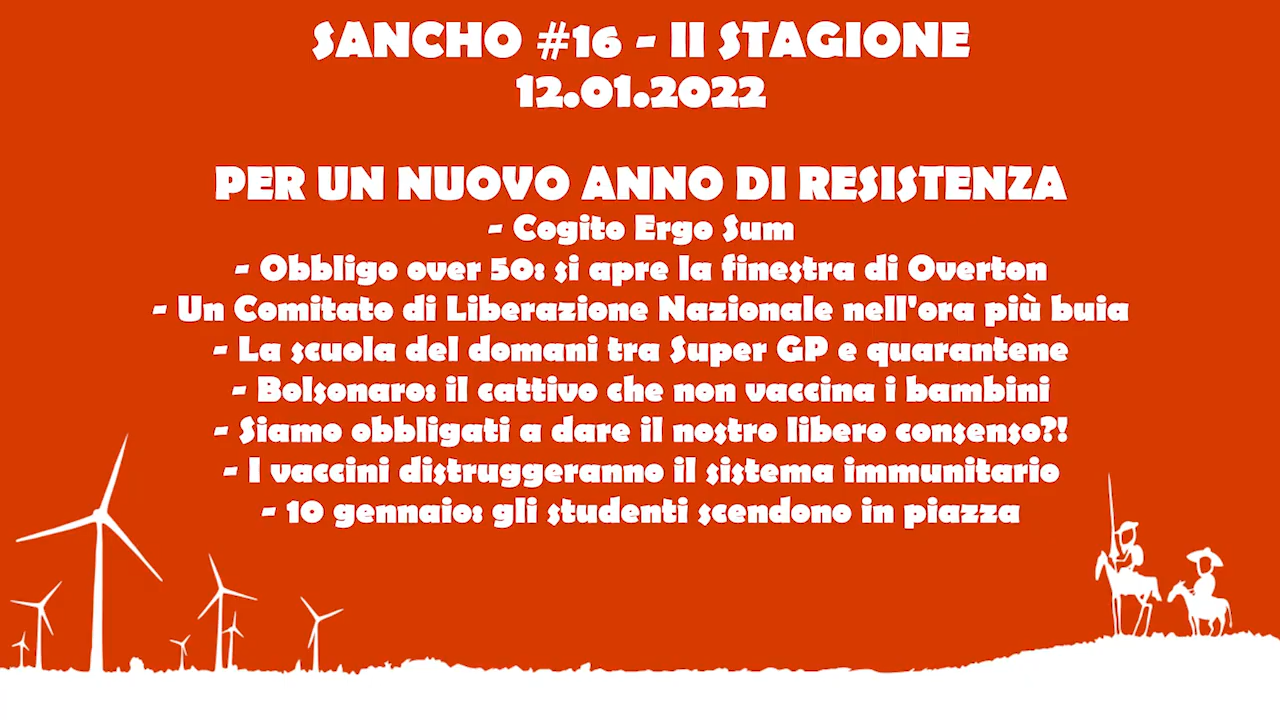 SANCHO #16 - II STAGIONE
12.01.2022
PER UN NUOVO ANNO DI RESISTENZA
- Cogito Ergo Sum
- Obbligo over 50: si apre la finestra di Overton
- Un Comitato di Liberazione Nazionale nell'ora più buia
- La scuola del domani tra Super GP e quarantene
- Bolsonaro: il cattivo che non vaccina i bambini
- Siamo obbligati a dare il nostro libero consenso?!
- I vaccini distruggeranno il sistema immunitario
- 10 gennaio: gli studenti scendono in piazza